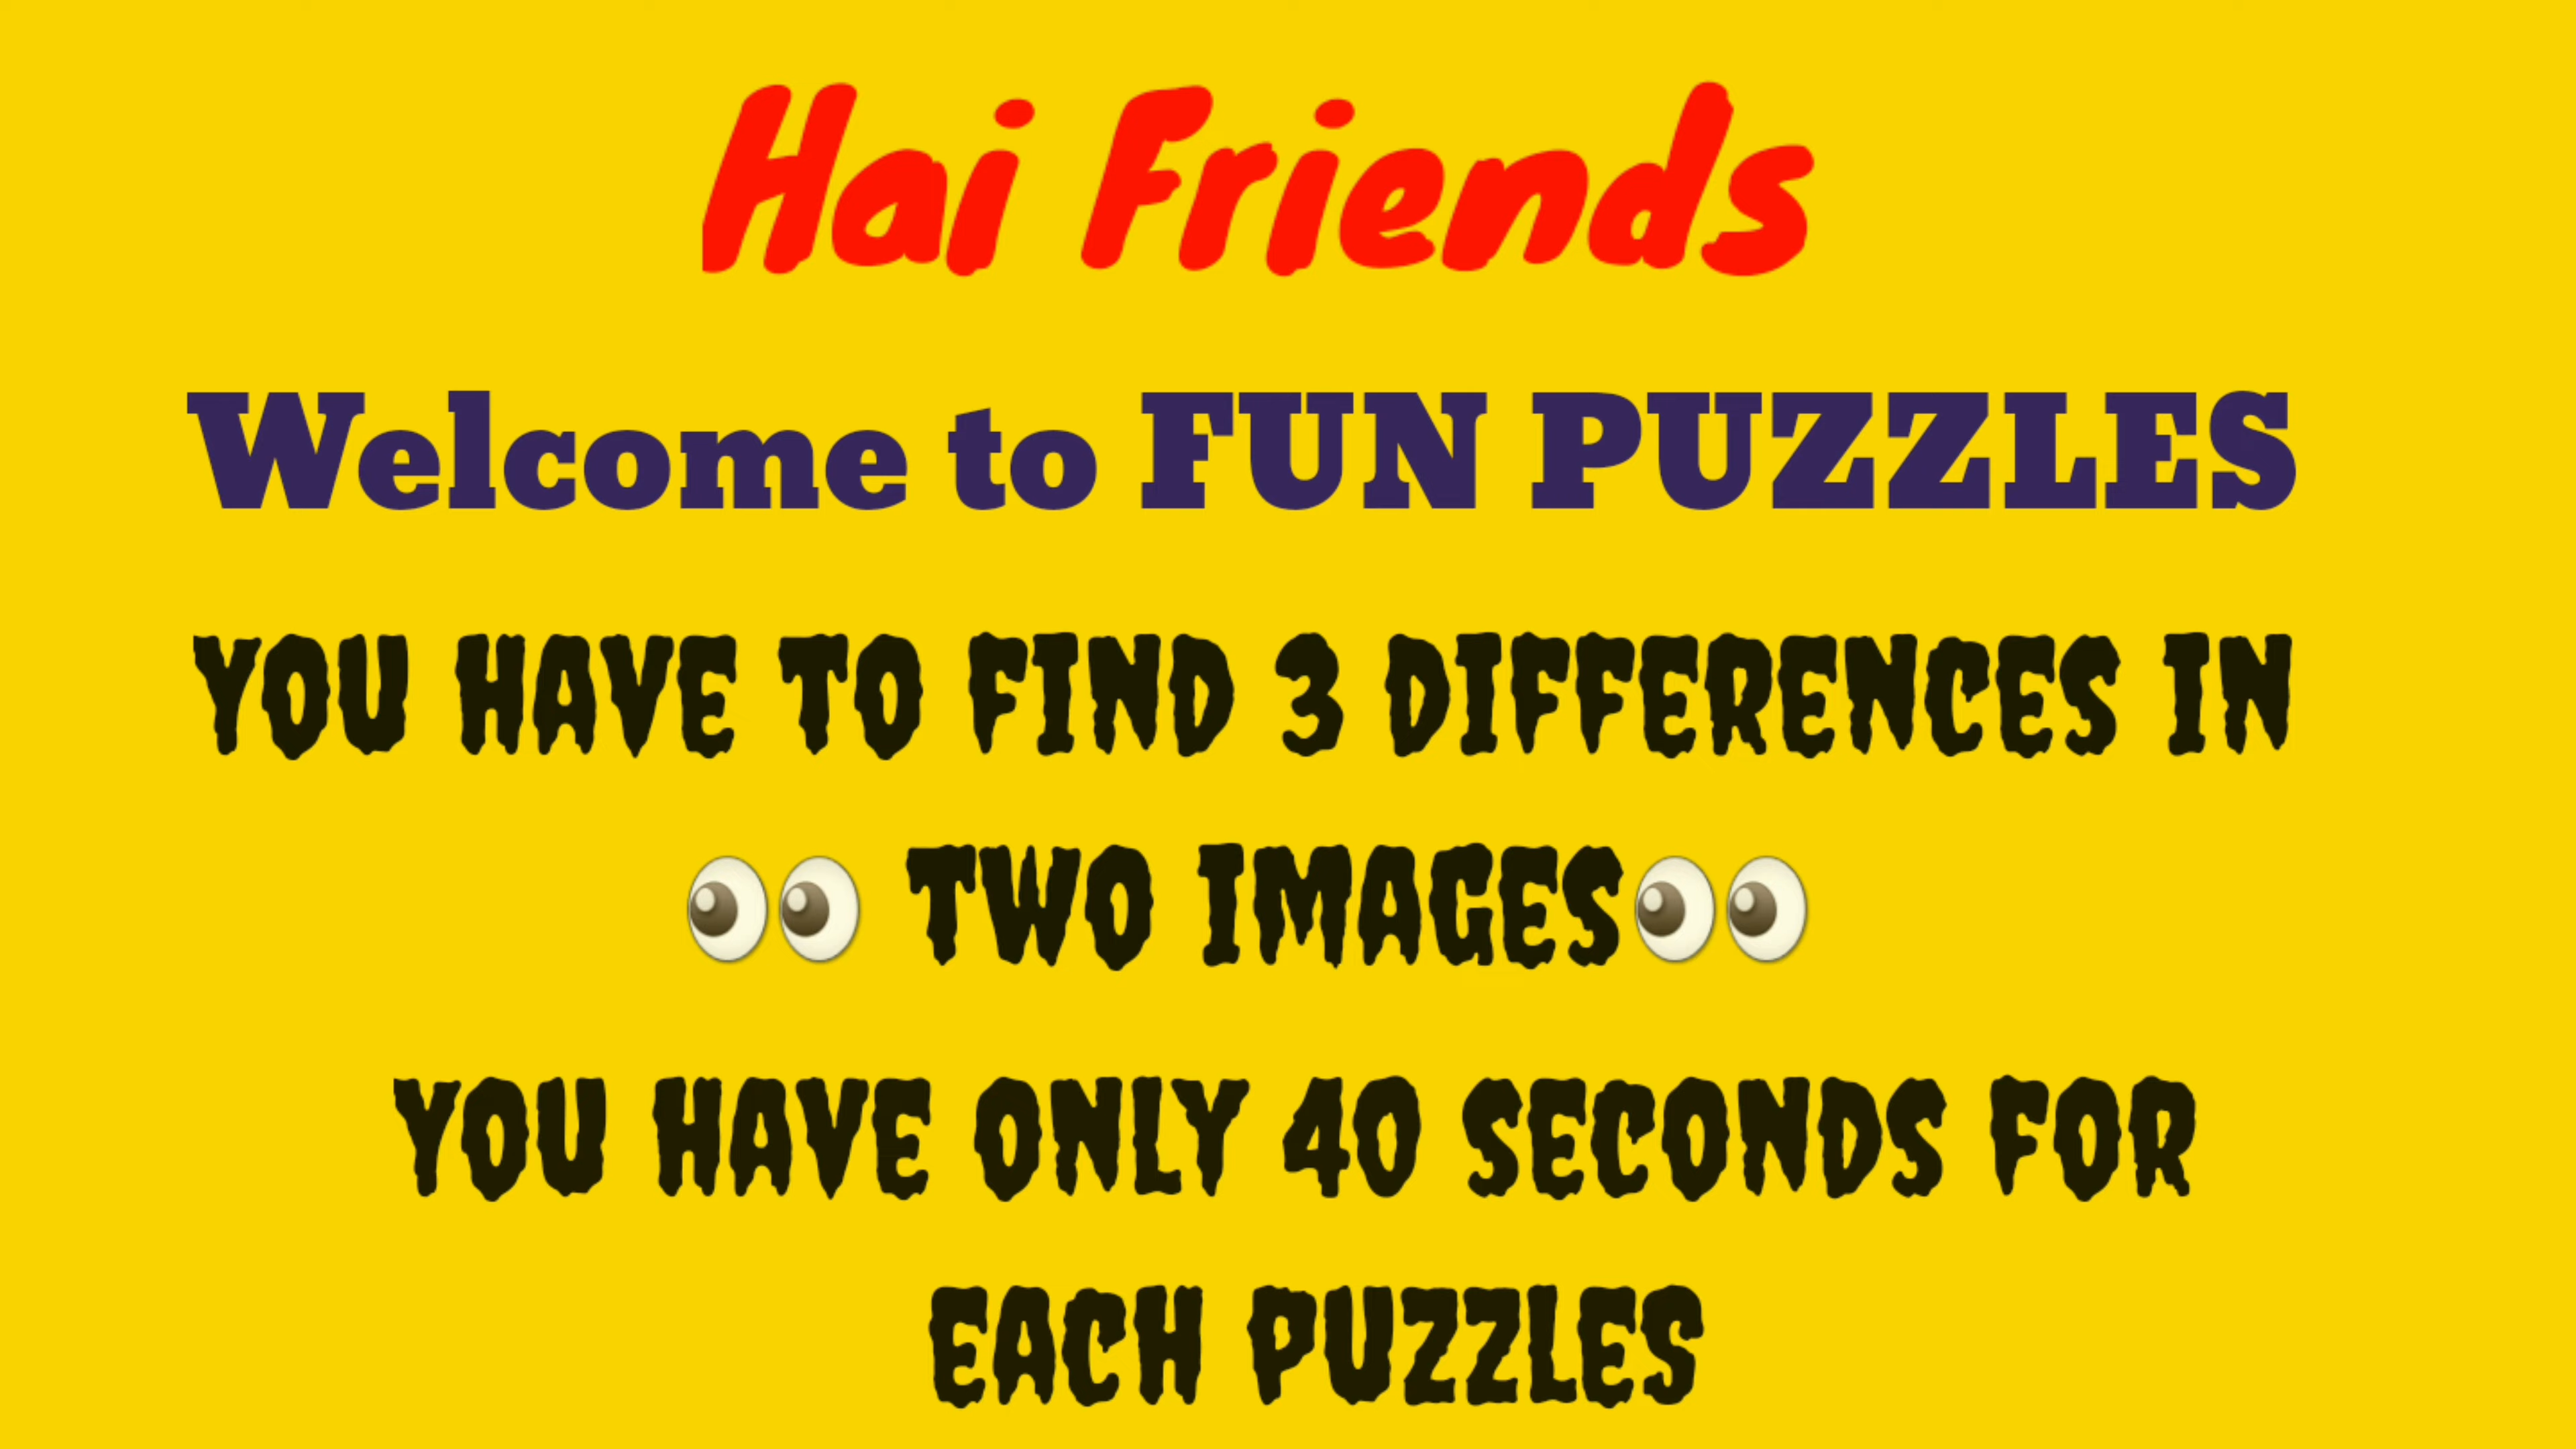 Hai Friends
Welcome to FUN PUZZLES
YOU HAVE TO FIND 3 DIFFERENCES IN
👀 TWO IMAGES👀
YOU HAVE ONLY 40 SECONDS FOR
EACH PUZZLES